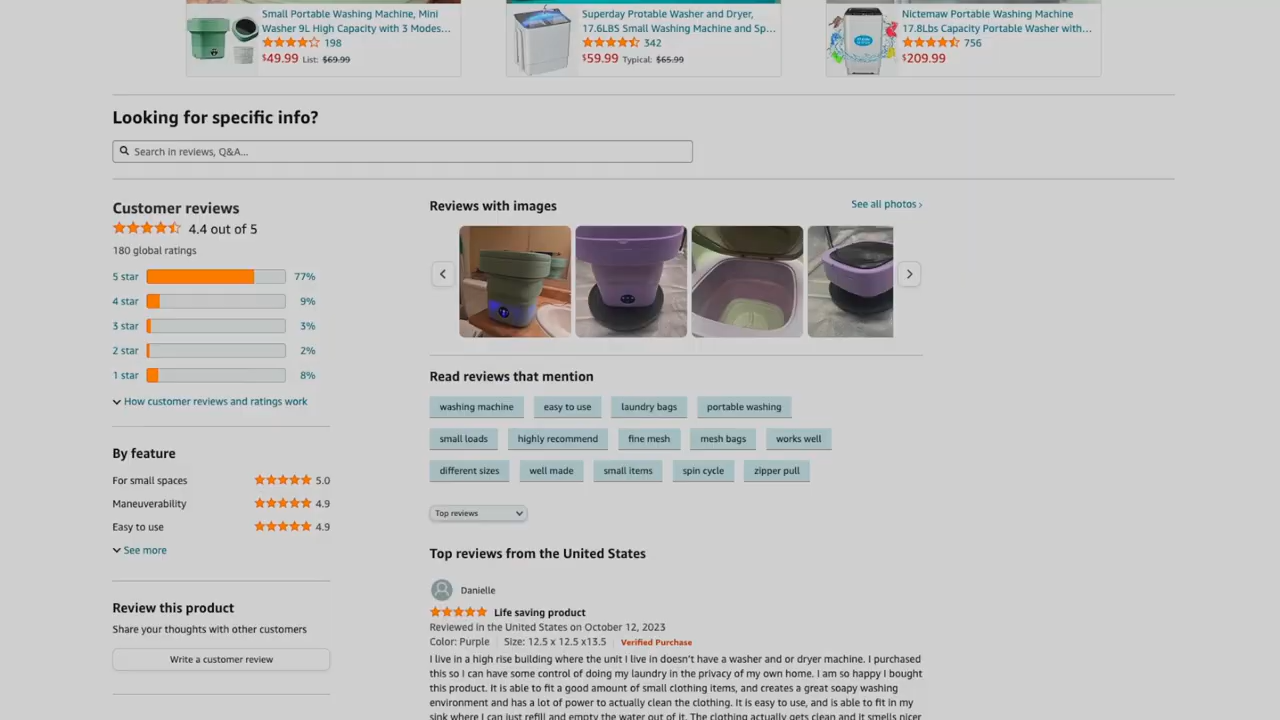 Small Portable Washing Machine, Mini
Washer 9L High Capacity with 3 Modes...
198
$49.99 List: $69.99
Superday Protable Washer and Dryer,
17.6LBS Small Washing Machine and Sp...
342
$59.99 Typical: $65.99
Nictemaw Portable Washing Machine
17.8Lbs Capacity Portable Washer with...
756
$209.99
Looking for specific info?
Search in reviews, Q&A...
Customer reviews
4.4 out of 5
180 global ratings
5 star 77%
4 star 9%
3 star 3%
2 star 2%
1 star 8%
How customer reviews and ratings work
By feature
For small spaces 5.0
Maneuverability 4.9
Easy to use 4.9
See more
Review this product
Share your thoughts with other customers
Write a customer review
Reviews with images
See all photos ›
Read reviews that mention
washing machine easy to use laundry bags portable washing
small loads highly recommend fine mesh mesh bags works well
different sizes well made small items spin cycle zipper pull
Top reviews
Top reviews from the United States
Danielle
Life saving product
Reviewed in the United States on October 12, 2023
Color: Purple Size: 12.5 x 12.5 x13.5 Verified Purchase
I live in a high rise building where the unit I live in doesn't have a washer and or dryer machine. I purchased
this so I can have some control of doing my laundry in the privacy of my own home. I am so happy I bought
this product. It is able to fit a good amount of small clothing items, and creates a great soapy washing
environment and has a lot of power to actually clean the clothing. It is easy to use, and is able to fit in my
sink where I can just refill and empty the water out of it. The clothing actually gets clean and it smells nicer